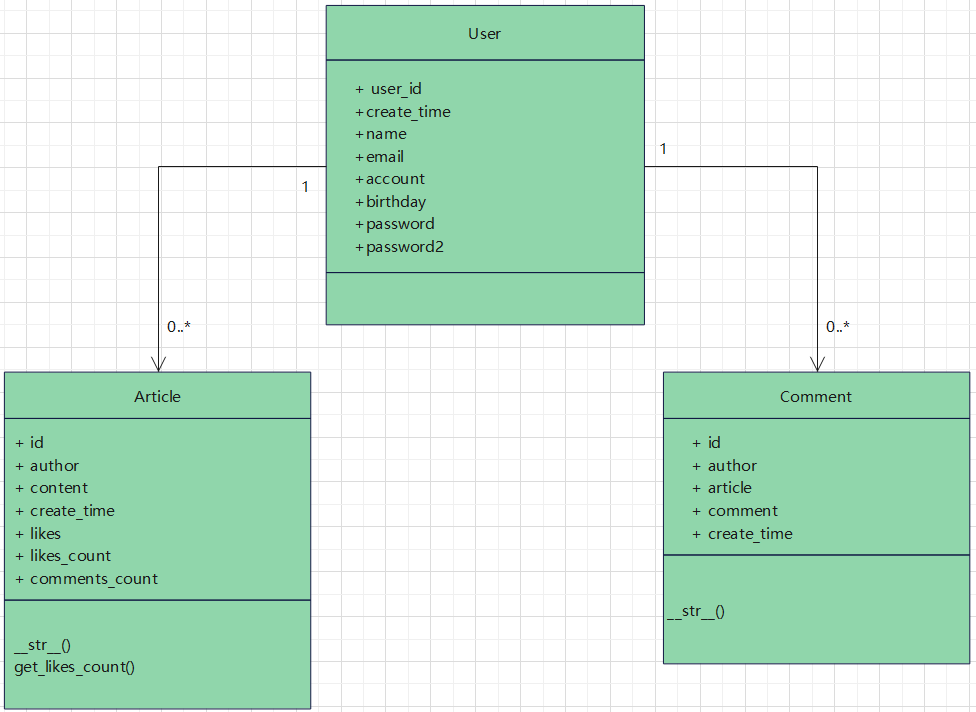 User
+ user_id
+create_time
+name
+email
+account
+birthday
+password
+password2
1
1
0..*
0..*
Article
+ id
+ author
+ content
+ create_time
+ likes
+ likes_count
+ comments_count
__str__()
get_likes_count()
Comment
+ id
+ author
+ article
+ comment
+ create_time
__str__()